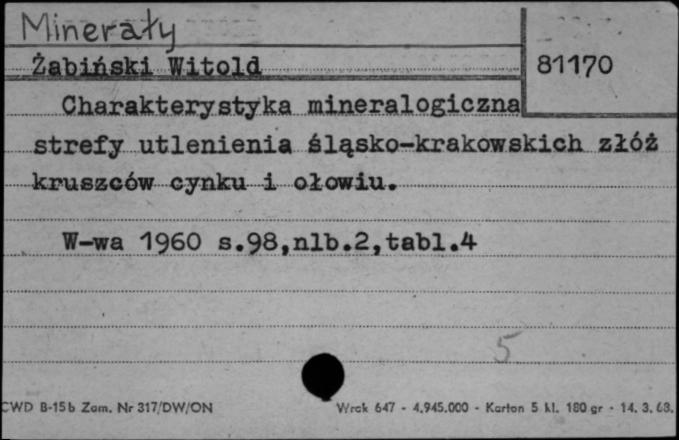 Minerały
Żabiński Witold
81170
Charakterystyka mineralogiczna
strefy utlenienia śląsko-krakowskich złóż
kruszców cynku i ołowiu.
W-wa 1960 s.98,nlb.2,tabl.4
5
CWD B-15b Zam. Nr 317/DW/ON
Wrak 647 - 4.945.000 - Karton 5 kl. 180 gr - 14. 3. 63.